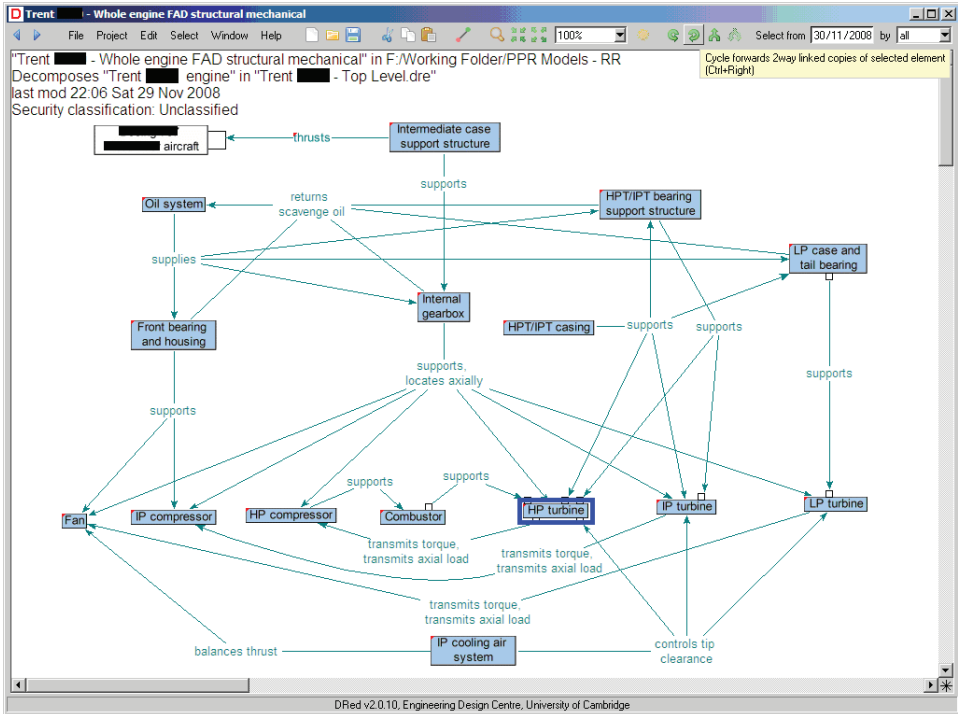 Trent - Whole engine FAD structural mechanical
File Project Edit Select Window Help 100% Select from 30/11/2008 by all
"Trent - Whole engine FAD structural mechanical" in F:/Working Folder/PPR Models - RR
Cycle forwards 2way linked copies of selected element
(Ctrl+Right)
Decomposes "Trent engine" in "Trent - Top Level.dre"
last mod 22:06 Sat 29 Nov 2008
Security classification: Unclassified
aircraft
thrusts
Intermediate case
support structure
supports
Oil system
returns
scavenge oil
HPT/IPT bearing
support structure
supplies
LP case and
tail bearing
Internal
gearbox
Front bearing
and housing
HPT/IPT casing
supports
supports
supports,
locates axially
supports
supports
supports
supports
Fan
IP compressor
HP compressor
Combustor
HP turbine
IP turbine
LP turbine
transmits torque,
transmits axial load
transmits torque,
transmits axial load
transmits torque,
transmits axial load
balances thrust
IP cooling air
system
controls tip
clearance
DRed v2.0.10, Engineering Design Centre, University of Cambridge